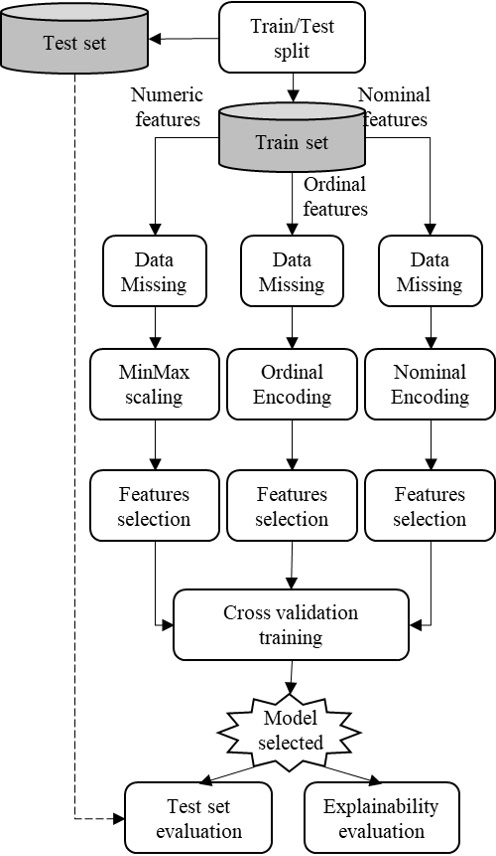 Test set
Train/Test
split
Numeric
features
Nominal
features
Train set
Ordinal
features
Data
Missing
Data
Missing
Data
Missing
MinMax
scaling
Ordinal
Encoding
Nominal
Encoding
Features
selection
Features
selection
Features
selection
Cross validation
training
Model
selected
Test set
evaluation
Explainability
evaluation